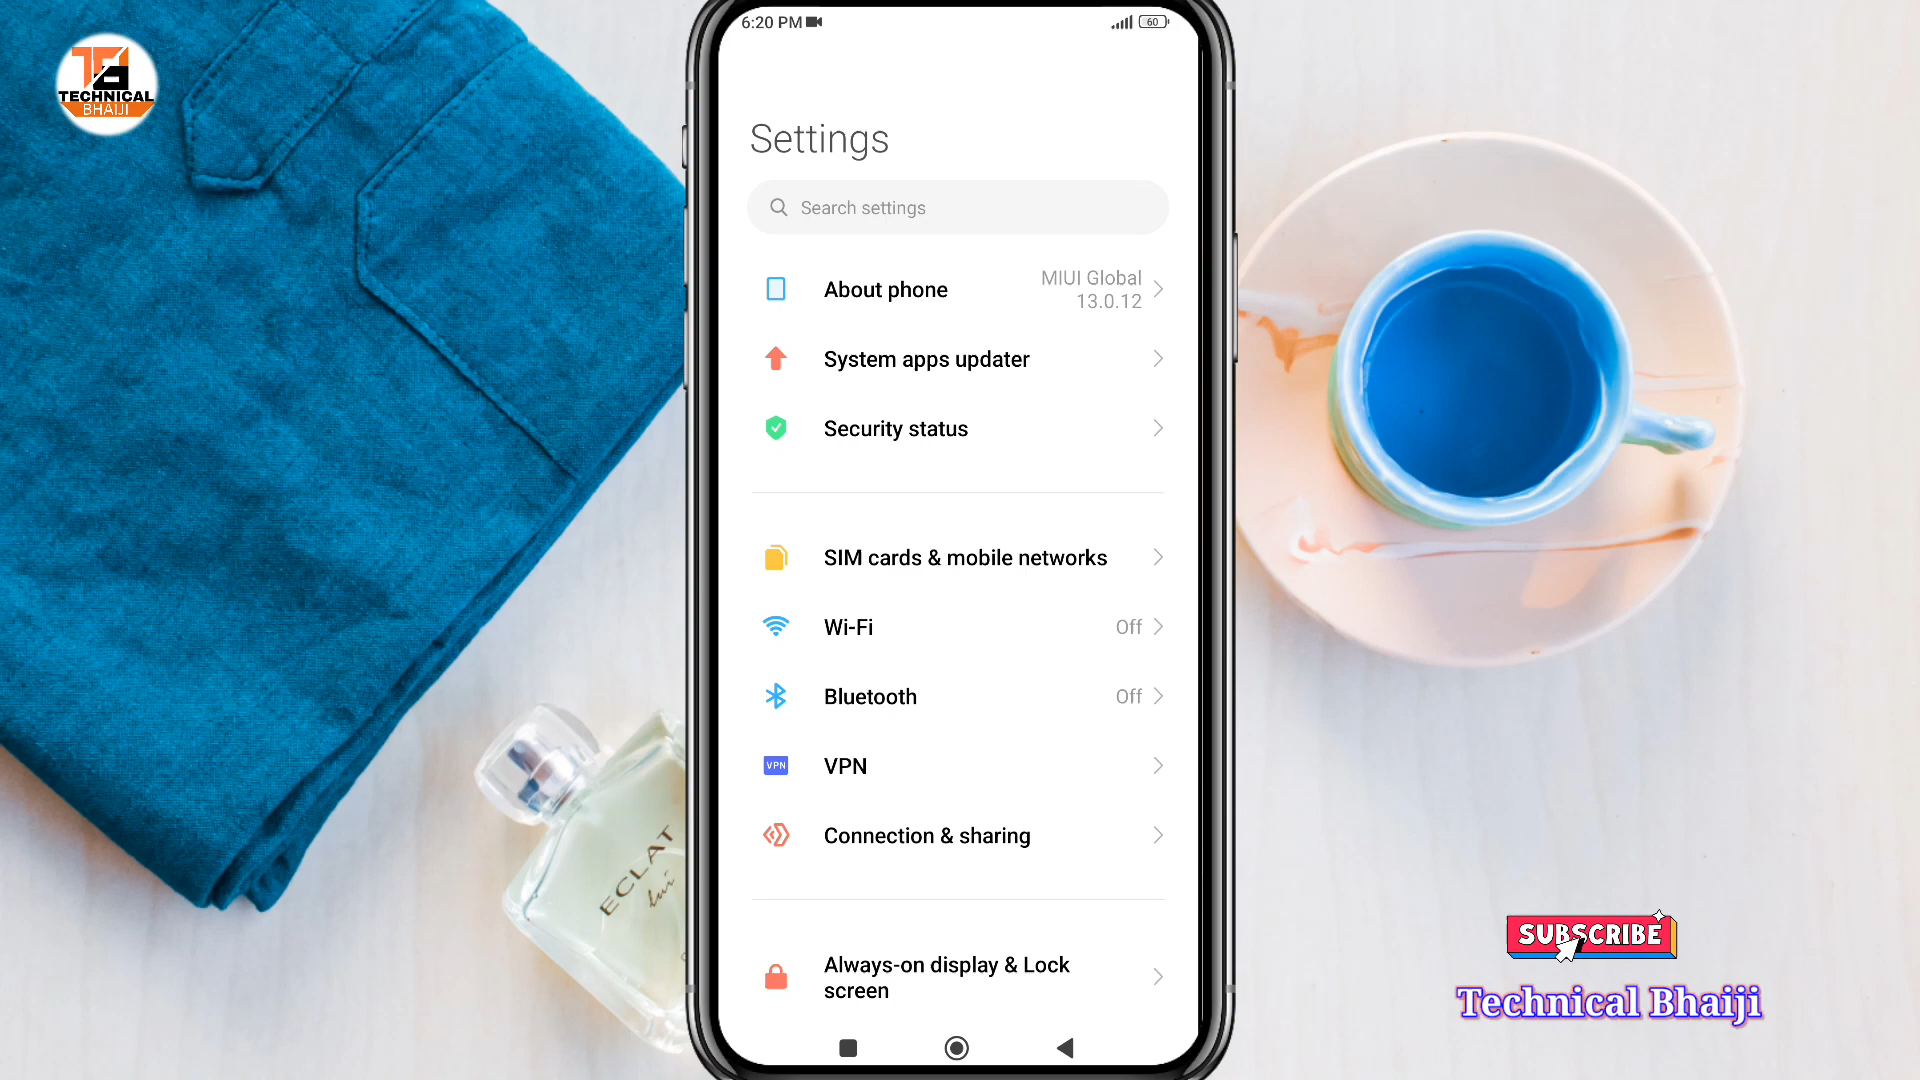 6:20 PM
60
TECHNICAL
BHAIJI
Settings
Search settings
About phone
MIUI Global
13.0.12
System apps updater
Security status
SIM cards & mobile networks
Wi-Fi
Off
Bluetooth
Off
VPN
VPN
Connection & sharing
Always-on display & Lock
screen
ECLAT
lui
SUBSCRIBE
Technical Bhaiji